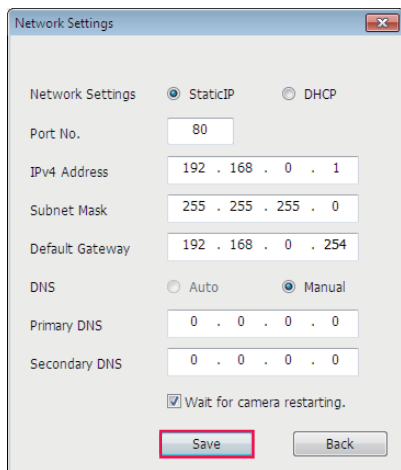 Network Settings
Network Settings StaticIP DHCP
Port No. 80
IPv4 Address 192 . 168 . 0 . 1
Subnet Mask 255 . 255 . 255 . 0
Default Gateway 192 . 168 . 0 . 254
DNS Auto Manual
Primary DNS 0 . 0 . 0 . 0
Secondary DNS 0 . 0 . 0 . 0
Wait for camera restarting.
Save Back